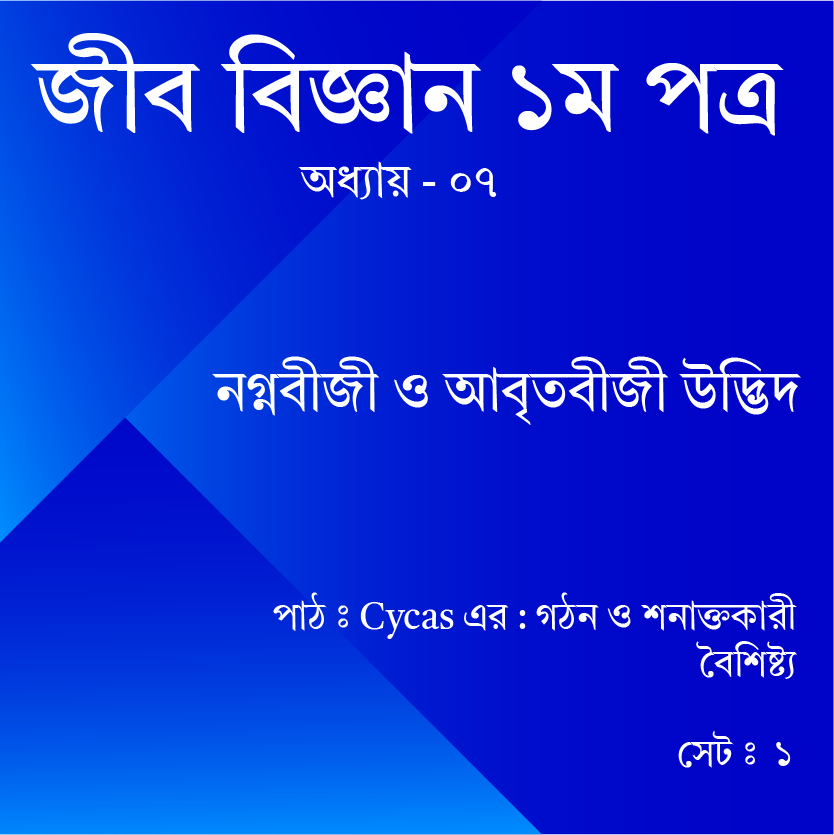 জীব বিজ্ঞান ১ম পত্র
অধ্যায় - ০৭
নগ্নবীজী ও আবৃতবীজী উদ্ভিদ
পাঠ ঃ Cycas এর : গঠন ও শনাক্তকারী
বৈশিষ্ট্য
সেট ঃ ১